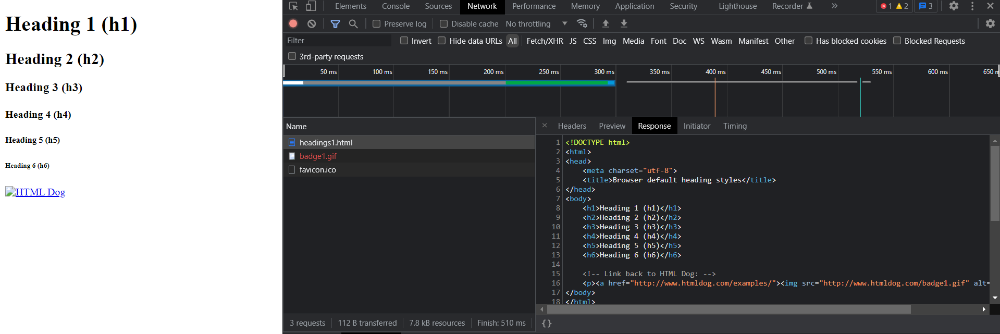 Heading 1 (h1)
Heading 2 (h2)
Heading 3 (h3)
Heading 4 (h4)
Heading 5 (h5)
Heading 6 (h6)
HTML Dog
Elements Console Sources Network Performance Memory Application Security Lighthouse Recorder » 1 2 3
Preserve log Disable cache No throttling
Filter Invert Hide data URLs All Fetch/XHR JS CSS Img Media Font Doc WS Wasm Manifest Other Has blocked cookies Blocked Requests
3rd-party requests
50 ms 100 ms 150 ms 200 ms 250 ms 300 ms 350 ms 400 ms 450 ms 500 ms 550 ms 600 ms 650 n
Name
headings1.html
badge1.gif
favicon.ico
3 requests 112 B transferred 7.8 kB resources Finish: 510 ms
Headers Preview Response Initiator Timing
1 <!DOCTYPE html>
2 <html>
3 <head>
4 <meta charset="utf-8">
5 <title>Browser default heading styles</title>
6 </head>
7 <body>
8 <h1>Heading 1 (h1)</h1>
9 <h2>Heading 2 (h2)</h2>
10 <h3>Heading 3 (h3)</h3>
11 <h4>Heading 4 (h4)</h4>
12 <h5>Heading 5 (h5)</h5>
13 <h6>Heading 6 (h6)</h6>
14
15 <!-- Link back to HTML Dog: -->
16 <p><a href="http://www.htmldog.com/examples/"><img src="http://www.htmldog.com/badge1.gif" alt=
17 </body>
18 </html>
{}